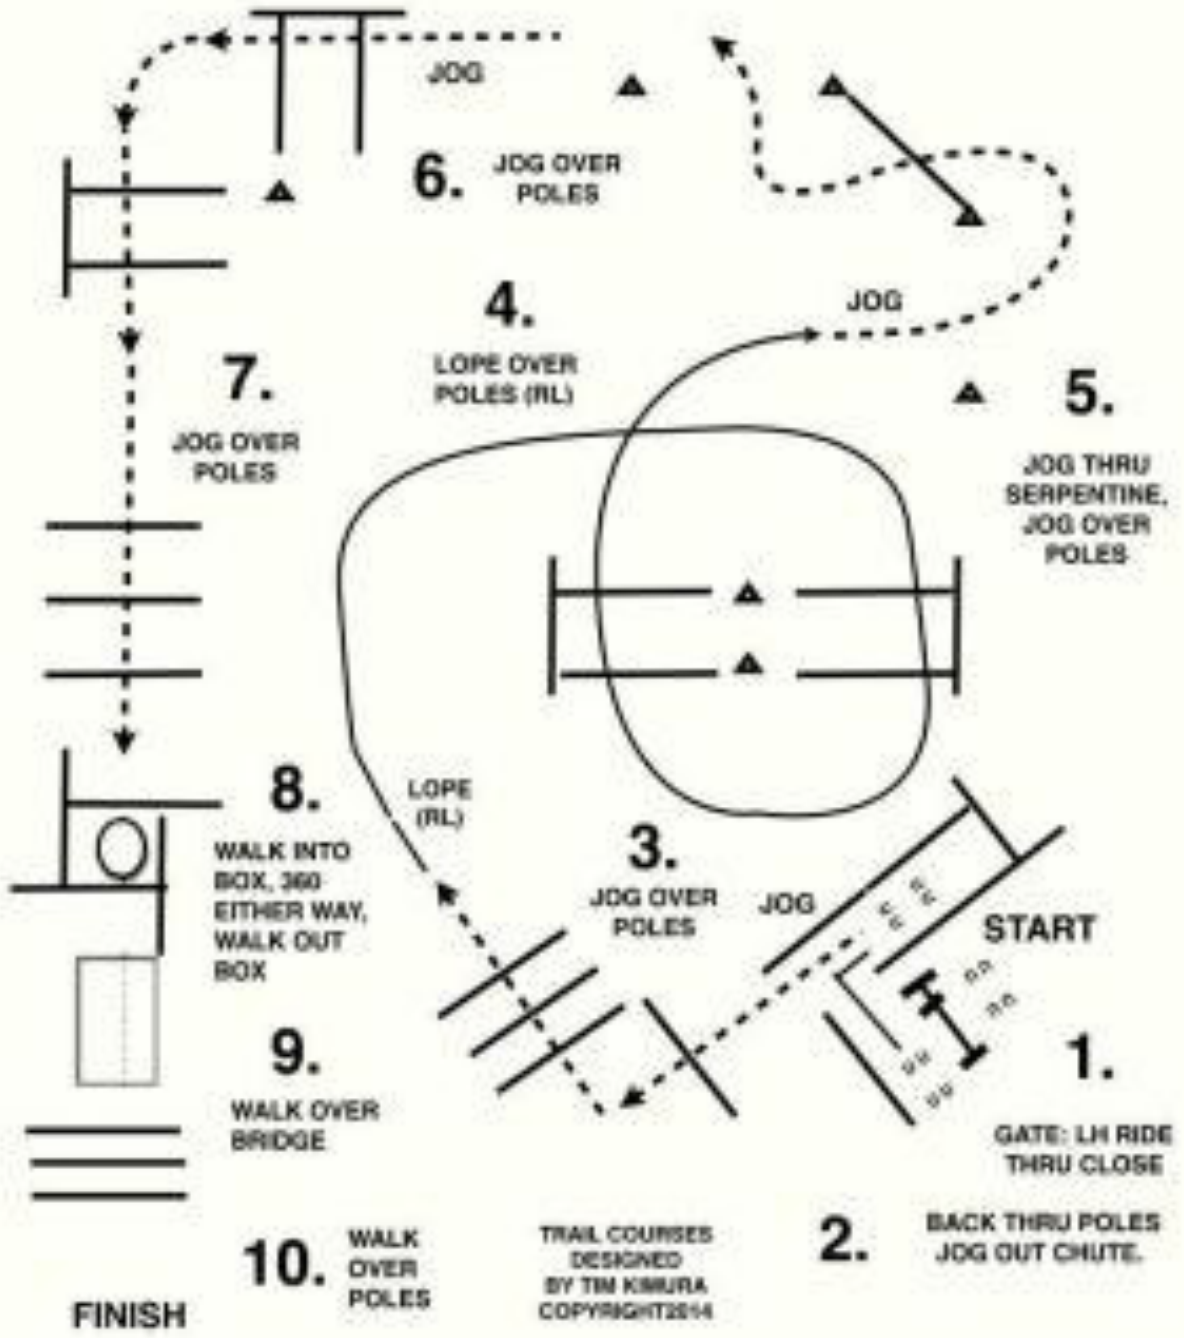 JOG
6.
JOG OVER
POLES
4.
LOPE OVER
POLES (RL)
JOG
7.
JOG OVER
POLES
5.
JOG THRU
SERPENTINE,
JOG OVER
POLES
8.
WALK INTO
BOX, 360
EITHER WAY,
WALK OUT
BOX
LOPE
(RL)
3.
JOG OVER
POLES
JOG
START
9.
WALK OVER
BRIDGE
1.
GATE: LH RIDE
THRU CLOSE
2.
BACK THRU POLES
JOG OUT CHUTE.
10.
WALK
OVER
POLES
TRAIL COURSES
DESIGNED
BY TIM KIMURA
COPYRIGHT2014
FINISH